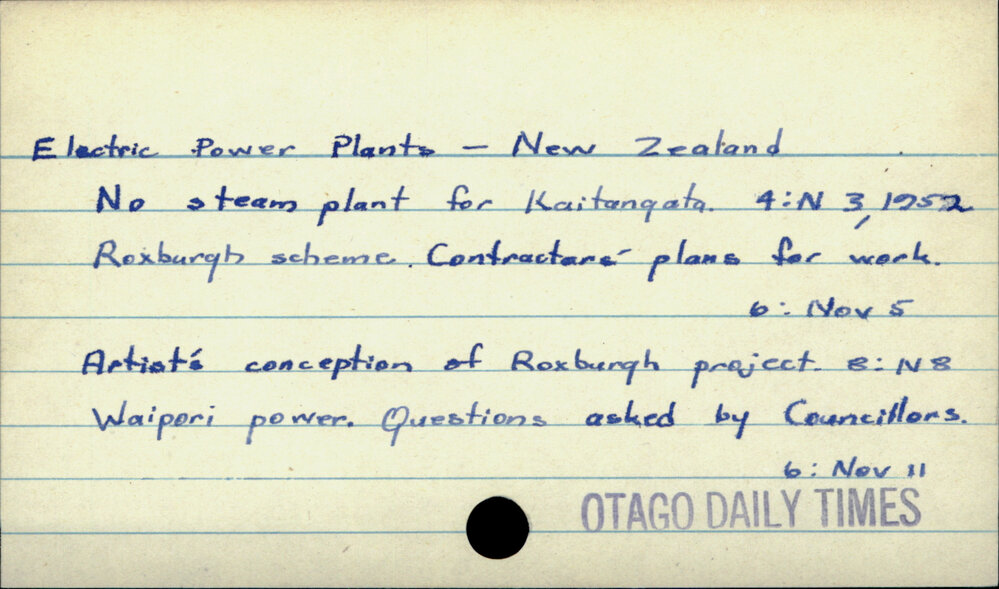 Electric Power Plants - New Zealand
No steam plant for Kaitangata. 4:N 3, 1952
Roxburgh scheme. Contractors' plans for work.
6: Nov 5
Artist's conception of Roxburgh project. 8: N 8
Waipori power. Questions asked by Councillors.
6: Nov 11
OTAGO DAILY TIMES